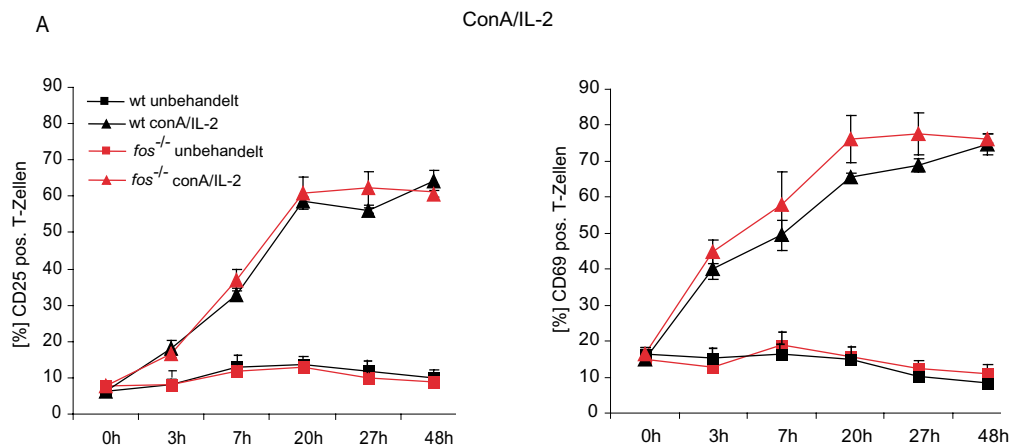 A
ConA/IL-2
[%] CD25 pos. T-Zellen
90
80
70
60
50
40
30
20
10
0
wt unbehandelt
wt conA/IL-2
fos-/- unbehandelt
fos-/- conA/IL-2
0h 3h 7h 20h 27h 48h
[%] CD69 pos. T-Zellen
90
80
70
60
50
40
30
20
10
0
0h 3h 7h 20h 27h 48h